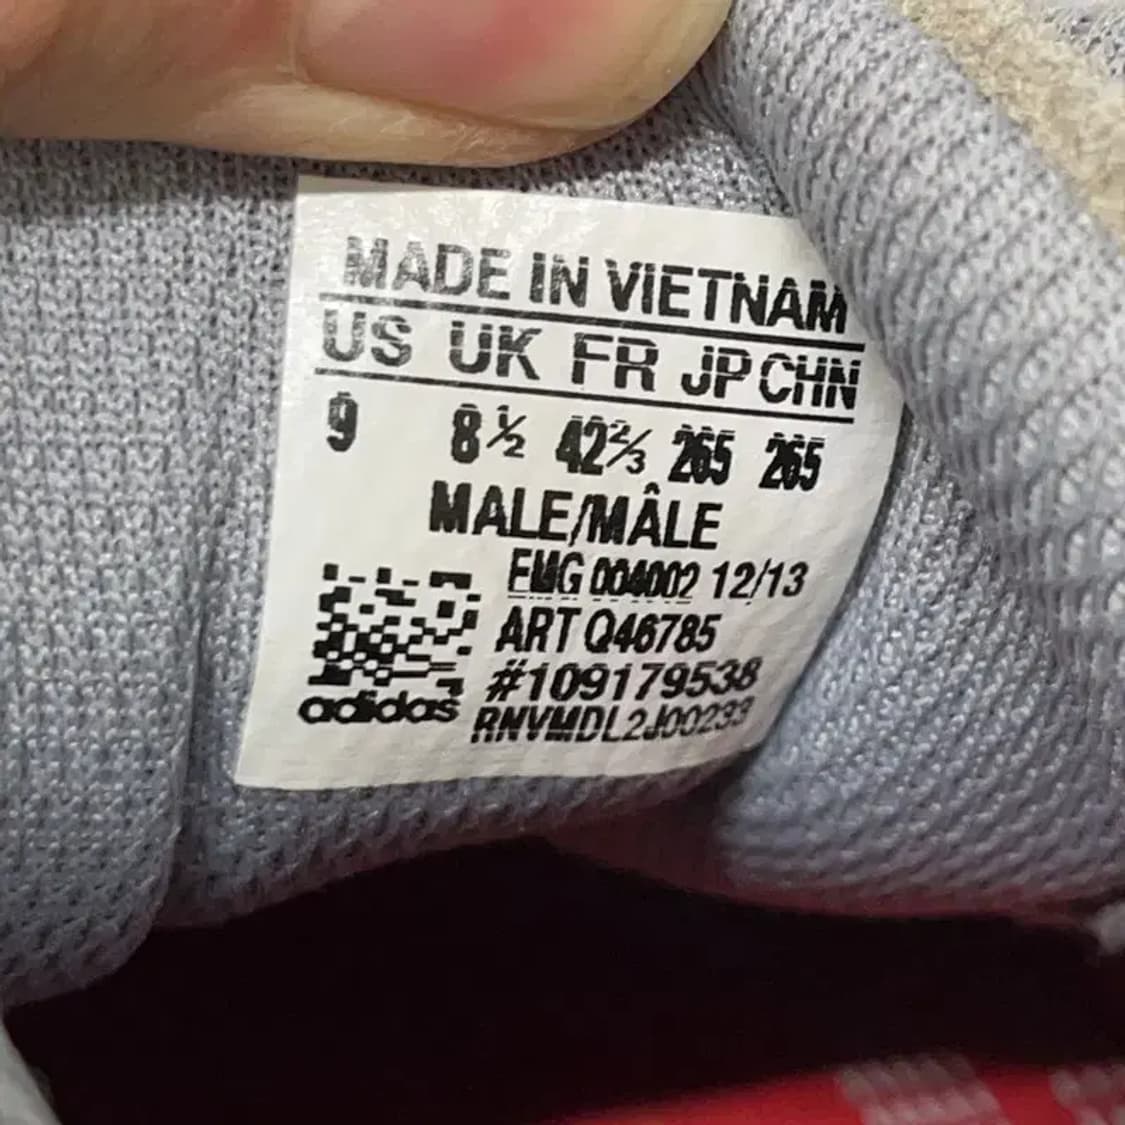 MADE IN VIETNAM
US UK FR JP CHN
9 8½ 42⅔ 265 265
MALE/MÂLE
EMG 004002 12/13
ART Q46785
#109179538
adidas RNVMDL2J00233